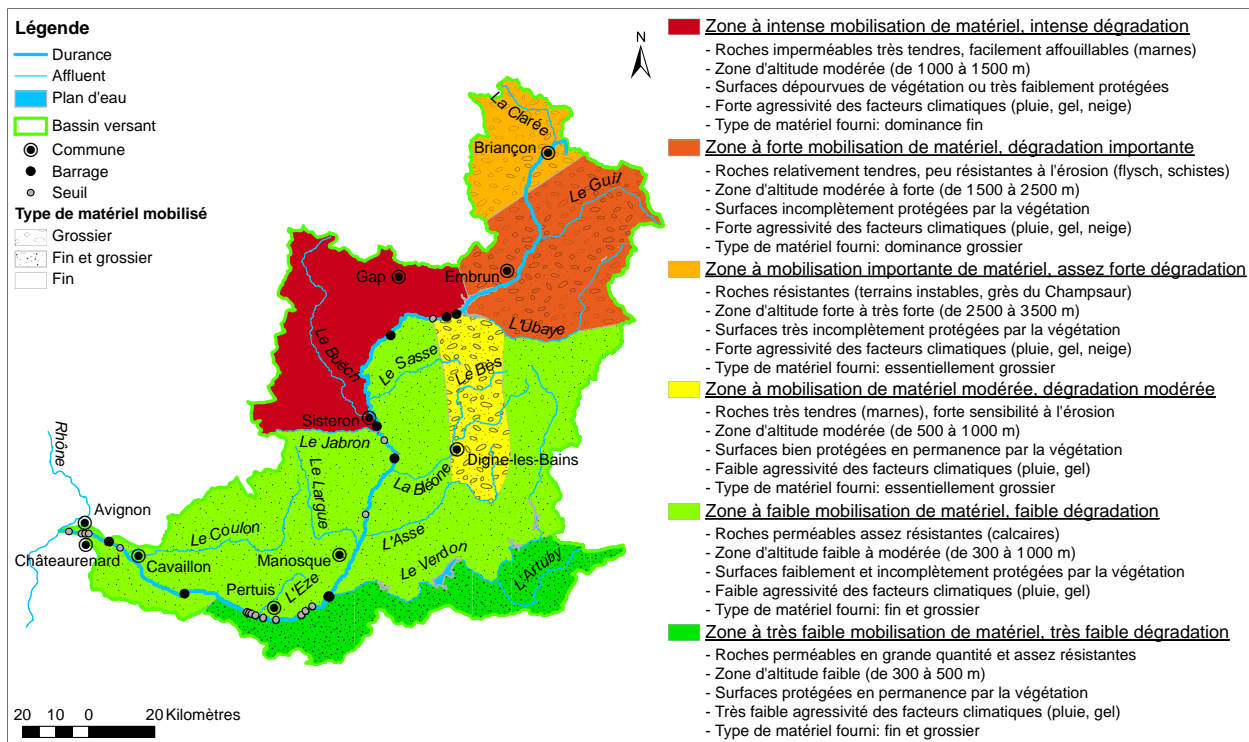 Légende
Durance
Affluent
Plan d'eau
Bassin versant
Commune
Barrage
Seuil
Type de matériel mobilisé
Grossier
Fin et grossier
Fin
N
La Clarée
Briançon
Le Guil
Gap
Embrun
L'Ubaye
Le Buëch
Le Sasse
Le Bès
Sisteron
Le Jabron
Rhône
Le Largue
La Bléone
Digne-les-Bains
Avignon
Le Coulon
L'Asse
Châteaurenard
Cavaillon
Manosque
Le Verdon
L'Artuby
Pertuis
L'Eze
20 10 0 20 Kilomètres
Zone à intense mobilisation de matériel, intense dégradation
- Roches imperméables très tendres, facilement affouillables (marnes)
- Zone d'altitude modérée (de 1000 à 1500 m)
- Surfaces dépourvues de végétation ou très faiblement protégées
- Forte agressivité des facteurs climatiques (pluie, gel, neige)
- Type de matériel fourni: dominance fin
Zone à forte mobilisation de matériel, dégradation importante
- Roches relativement tendres, peu résistantes à l'érosion (flysch, schistes)
- Zone d'altitude modérée à forte (de 1500 à 2500 m)
- Surfaces incomplètement protégées par la végétation
- Forte agressivité des facteurs climatiques (pluie, gel, neige)
- Type de matériel fourni: dominance grossier
Zone à mobilisation importante de matériel, assez forte dégradation
- Roches résistantes (terrains instables, grès du Champsaur)
- Zone d'altitude forte à très forte (de 2500 à 3500 m)
- Surfaces très incomplètement protégées par la végétation
- Forte agressivité des facteurs climatiques (pluie, gel, neige)
- Type de matériel fourni: essentiellement grossier
Zone à mobilisation de matériel modérée, dégradation modérée
- Roches très tendres (marnes), forte sensibilité à l'érosion
- Zone d'altitude modérée (de 500 à 1000 m)
- Surfaces bien protégées en permanence par la végétation
- Faible agressivité des facteurs climatiques (pluie, gel)
- Type de matériel fourni: essentiellement grossier
Zone à faible mobilisation de matériel, faible dégradation
- Roches perméables assez résistantes (calcaires)
- Zone d'altitude faible à modérée (de 300 à 1000 m)
- Surfaces faiblement et incomplètement protégées par la végétation
- Faible agressivité des facteurs climatiques (pluie, gel)
- Type de matériel fourni: fin et grossier
Zone à très faible mobilisation de matériel, très faible dégradation
- Roches perméables en grande quantité et assez résistantes
- Zone d'altitude faible (de 300 à 500 m)
- Surfaces protégées en permanence par la végétation
- Très faible agressivité des facteurs climatiques (pluie, gel)
- Type de matériel fourni: fin et grossier